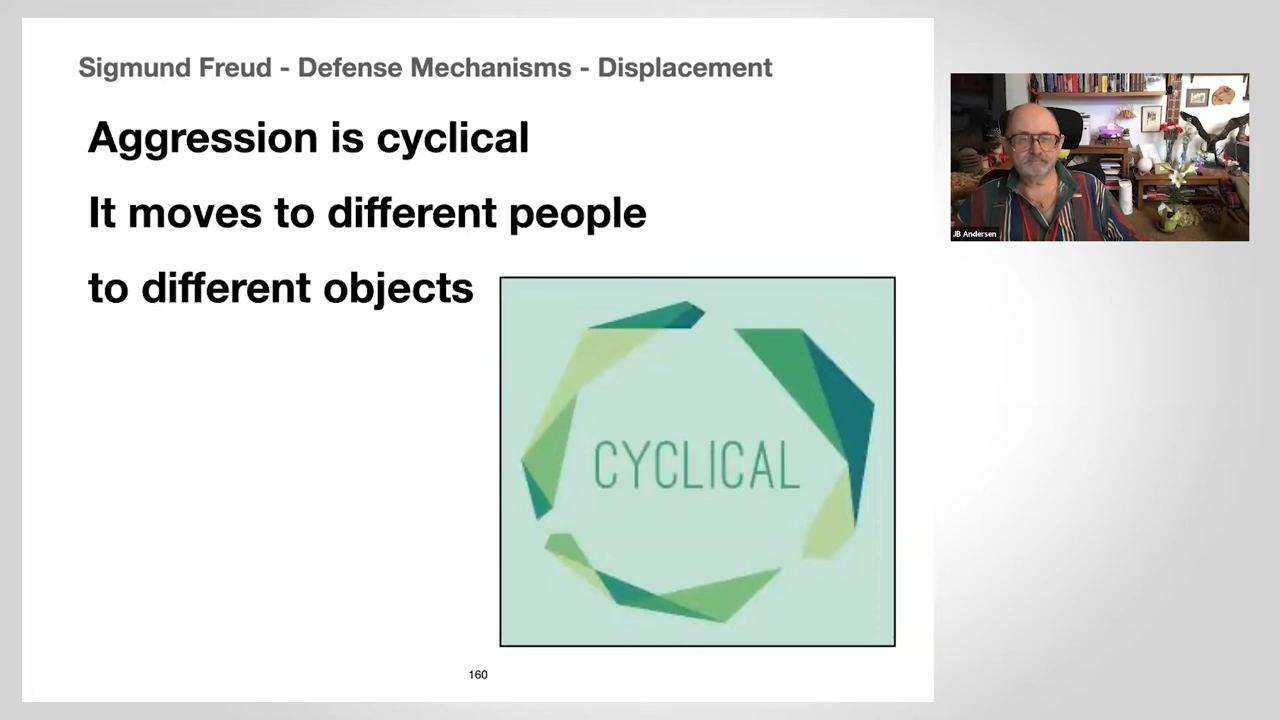 Sigmund Freud - Defense Mechanisms - Displacement
Aggression is cyclical
It moves to different people
to different objects
CYCLICAL
160
JB Andersen